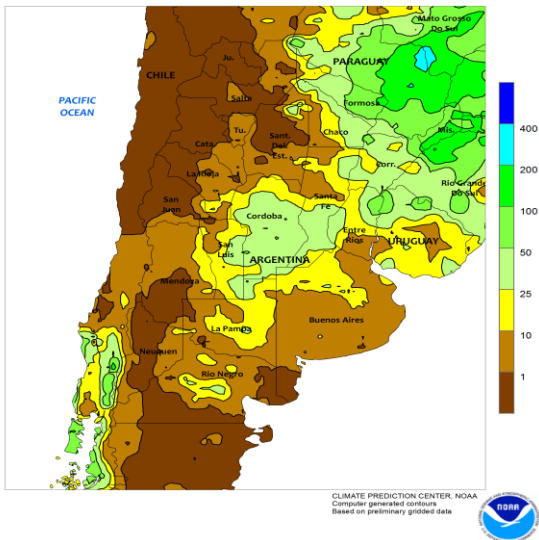 Mato Grosso
Do Sul
PARAGUAY
Ju.
CHILE
PACIFIC
OCEAN
Salta
Formosa
Tu.
Chaco
Mis.
Sant.
Del
Est.
Cata.
Corr.
La Rioja
Rio Grande
Do Sul
San
Juan
Santa
Fe
Cordoba
Entre
Rios
URUGUAY
San
Luis
ARGENTINA
Mendoza
Buenos Aires
La Pampa
Neuquen
Rio Negro
400
200
100
50
25
10
1
CLIMATE PREDICTION CENTER, NOAA
Computer generated contours
Based on preliminary gridded data
NOAA